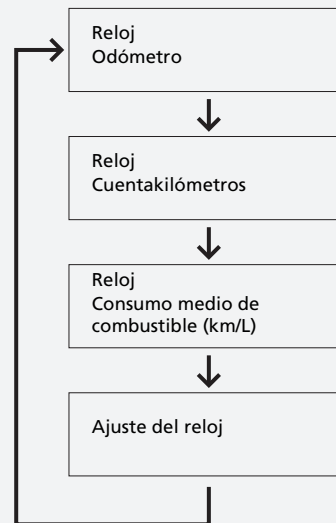 Reloj
Odómetro
Reloj
Cuentakilómetros
Reloj
Consumo medio de
combustible (km/L)
Ajuste del reloj